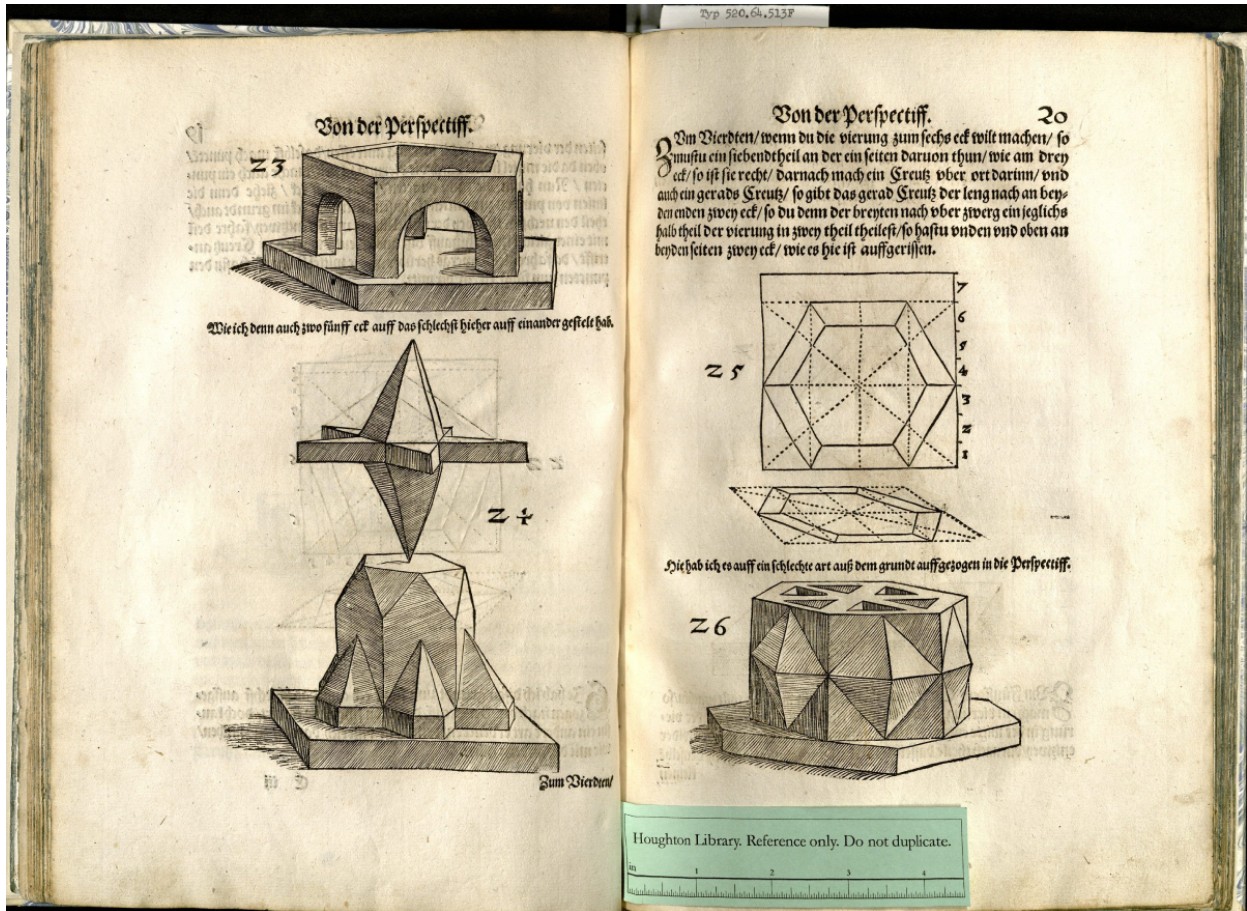 Typ 520.64.513F
Von der Perspectiff.
23
Wie ich denn auch zwo fünff eck auff das schlechst hieher auff einander gestelt hab.
24
Zum Vierdten/
Von der Perspectiff.
20
ZVm Vierdten/ wenn du die vierung zum sechs eck wilt machen/ so
mustu ein siebendtheil an der ein seiten daruon thun/ wie am drey
eck/ so ist sie recht/ darnach mach ein Creutz vber ort darinn/ vnd
auch ein gerads Creutz/ so gibt das gerad Creutz der leng nach an bey-
den enden zwey eck/ so du denn der breyten nach vber zwerg ein jeglichs
halb theil der vierung in zwey theil theilest/ so hastu vnden vnd oben an
beyden seiten zwey eck/ wie es hie ist auffgerissen.
7
6
5
4
3
2
1
25
Hie hab ich es auff ein schlechte art auß dem grundt auffgezogen in die Perspectiff.
26
Houghton Library. Reference only. Do not duplicate.
in 1 2 3 4